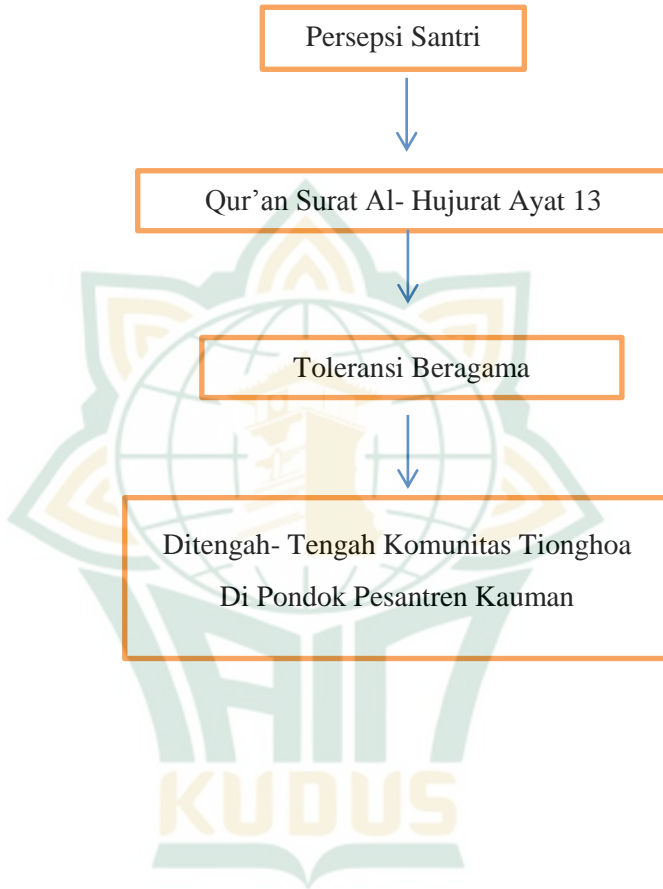 Persepsi Santri
Qur’an Surat Al- Hujurat Ayat 13
Toleransi Beragama
Ditengah- Tengah Komunitas Tionghoa
Di Pondok Pesantren Kauman
IAIN
KUDUS